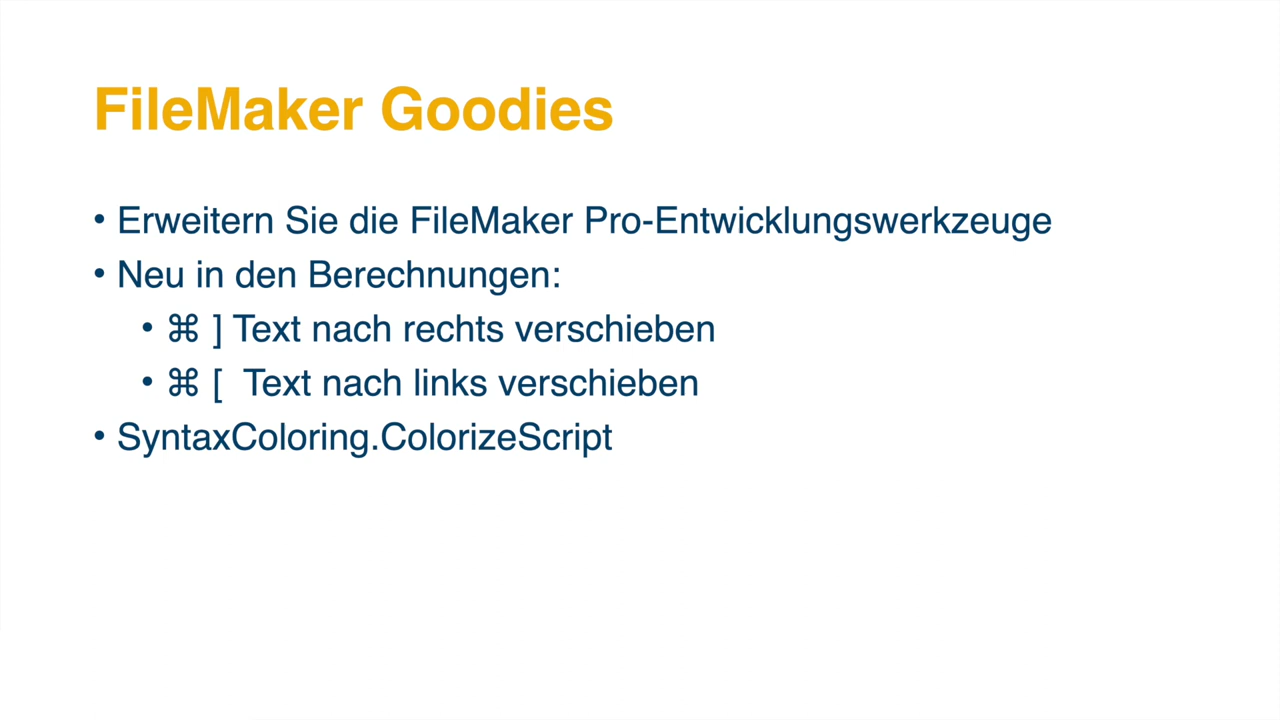 FileMaker Goodies
• Erweitern Sie die FileMaker Pro-Entwicklungswerkzeuge
• Neu in den Berechnungen:
• ⌘ ] Text nach rechts verschieben
• ⌘ [  Text nach links verschieben
• SyntaxColoring.ColorizeScript